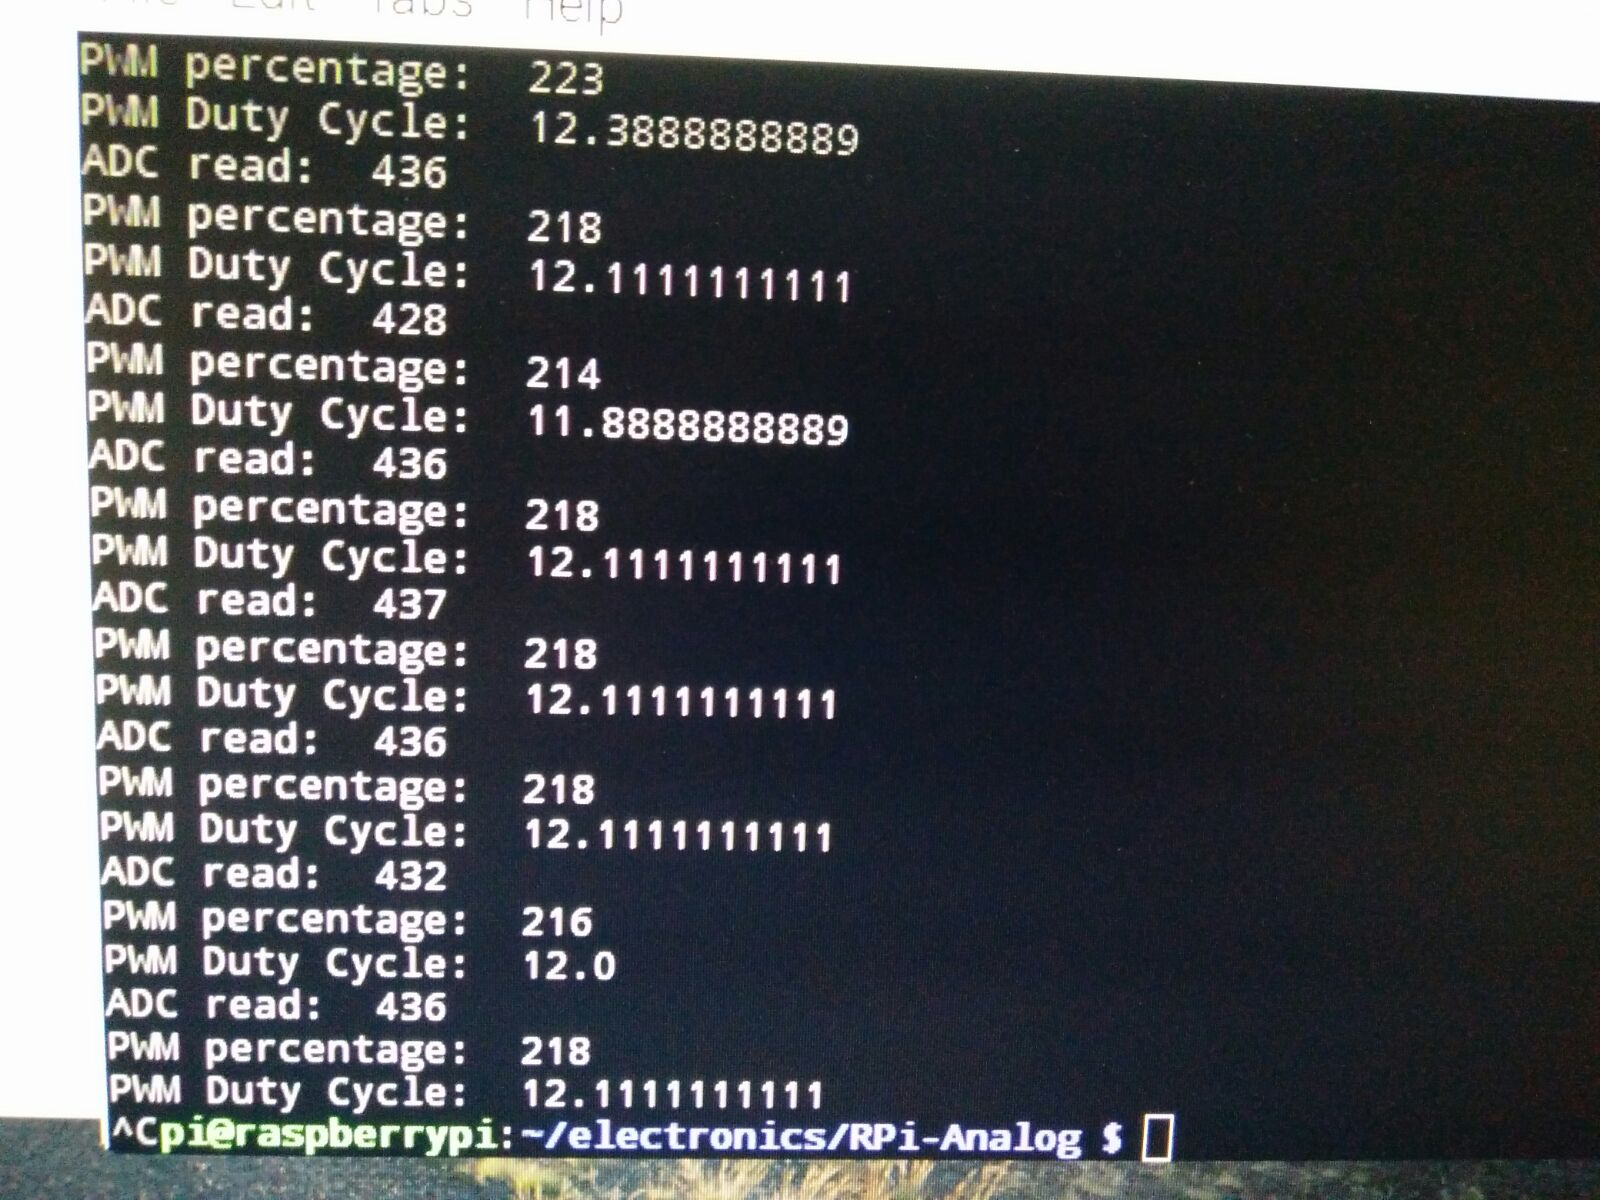 File Edit Tabs Help
PWM percentage:  223
PWM Duty Cycle:  12.3888888889
ADC read:  436
PWM percentage:  218
PWM Duty Cycle:  12.1111111111
ADC read:  428
PWM percentage:  214
PWM Duty Cycle:  11.8888888889
ADC read:  436
PWM percentage:  218
PWM Duty Cycle:  12.1111111111
ADC read:  437
PWM percentage:  218
PWM Duty Cycle:  12.1111111111
ADC read:  436
PWM percentage:  218
PWM Duty Cycle:  12.1111111111
ADC read:  432
PWM percentage:  216
PWM Duty Cycle:  12.0
ADC read:  436
PWM percentage:  218
PWM Duty Cycle:  12.1111111111
^Cpi@raspberrypi:~/electronics/RPi-Analog $